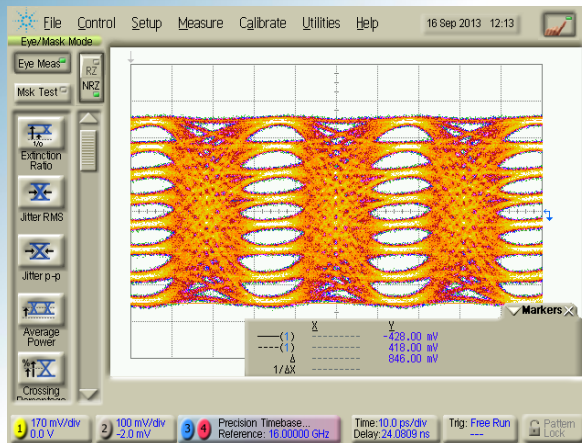 File Control Setup Measure Calibrate Utilities Help 16 Sep 2013 12:13
Eye/Mask Mode
Eye Meas
RZ
NRZ
Msk Test
1/0
Extinction
Ratio
Jitter RMS
Jitter p-p
Average
Power
Crossing
Markers X
X Y
——(1) --------- -428.00 mV
----(1) --------- 418.00 mV
Δ --------- 846.00 mV
1/ΔX ---------
1 170 mV/div 2 100 mV/div 3 4 Precision Timebase... Time:10.0 ps/div Trig: Free Run Pattern
0.0 V -2.0 mV Reference: 16.00000 GHz Delay:24.0809 ns --- Lock